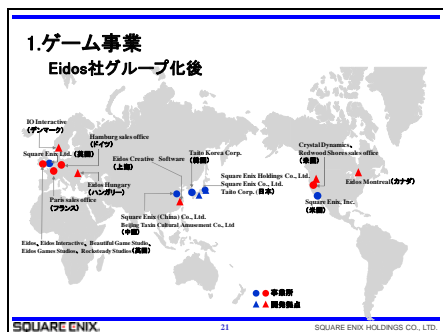 1.ゲーム事業
Eidos社グループ化後
IO Interactive
(デンマーク)
Hamburg sales office
(ドイツ)
Square Enix Ltd. (英国)
Eidos Creative Software
(上海)
Taito Korea Corp.
(韓国)
Crystal Dynamics、
Redwood Shores sales office
(米国)
Square Enix Holdings Co., Ltd.
Square Enix Co., Ltd.
Taito Corp. (日本)
Eidos Montreal (カナダ)
Eidos Hungary
(ハンガリー)
Paris sales office
(フランス)
Square Enix, Inc.
(米国)
Square Enix (China) Co., Ltd.
Beijing Taxin Cultural Amusement Co., Ltd
(中国)
Eidos、Eidos Interactive、Beautiful Game Studio、
Eidos Games Studios、Rocksteady Studios(英国)
事業所
開発拠点
SQUARE ENIX.
21
SQUARE ENIX HOLDINGS CO., LTD.